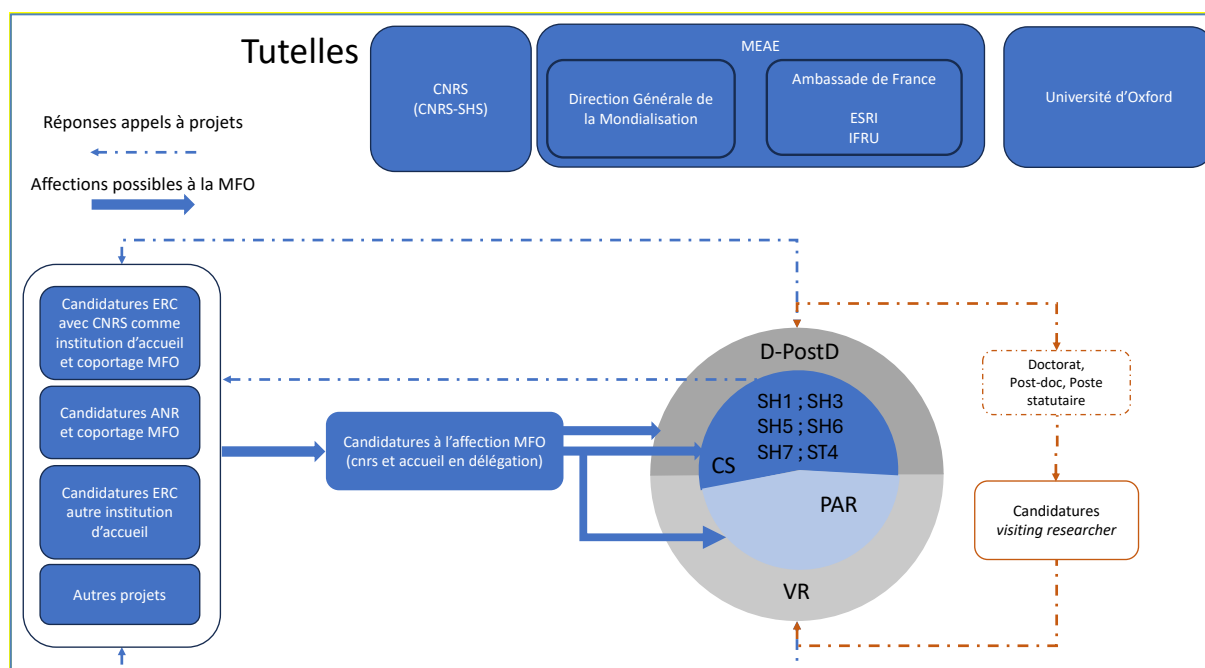 Tutelles
CNRS
(CNRS-SHS)
MEAE
Direction Générale de
la Mondialisation
Ambassade de France
ESRI
IFRU
Université d'Oxford
Réponses appels à projets
Affections possibles à la MFO
Candidatures ERC
avec CNRS comme
institution d'accueil
et coportage MFO
Candidatures ANR
et coportage MFO
Candidatures ERC
autre institution
d'accueil
Autres projets
Candidatures à l'affection MFO
(cnrs et accueil en délégation)
D-PostD
SH1 ; SH3
SH5 ; SH6
SH7 ; ST4
CS
PAR
VR
Doctorat,
Post-doc, Poste
statutaire
Candidatures
visiting researcher